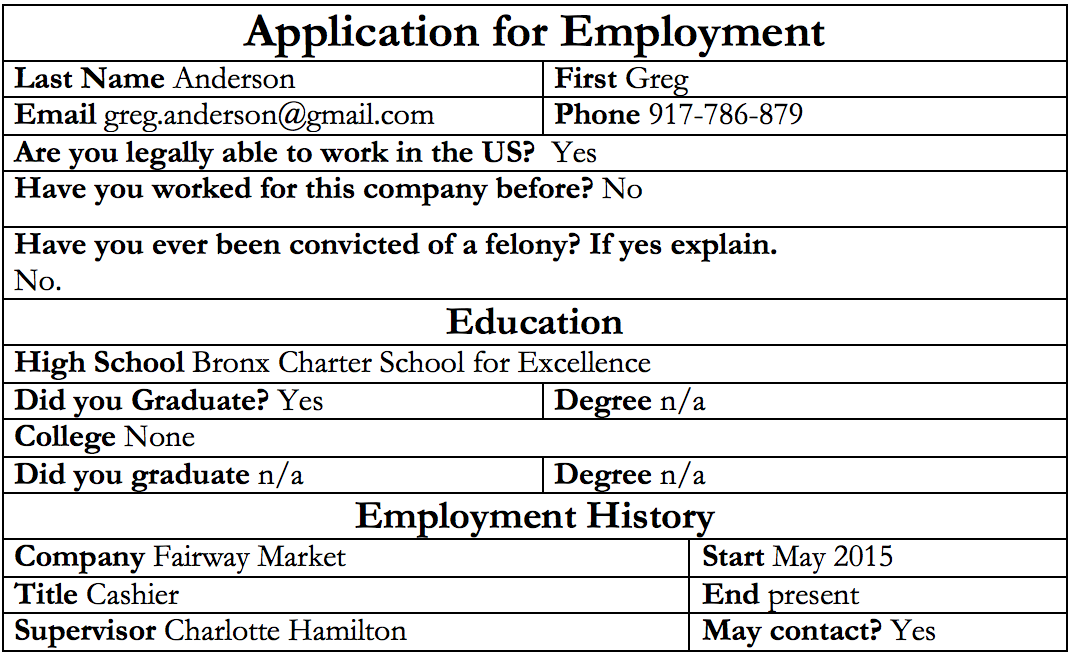 Application for Employment
Last Name Anderson First Greg
Email greg.anderson@gmail.com Phone 917-786-879
Are you legally able to work in the US? Yes
Have you worked for this company before? No
Have you ever been convicted of a felony? If yes explain.
No.
Education
High School Bronx Charter School for Excellence
Did you Graduate? Yes Degree n/a
College None
Did you graduate n/a Degree n/a
Employment History
Company Fairway Market Start May 2015
Title Cashier End present
Supervisor Charlotte Hamilton May contact? Yes